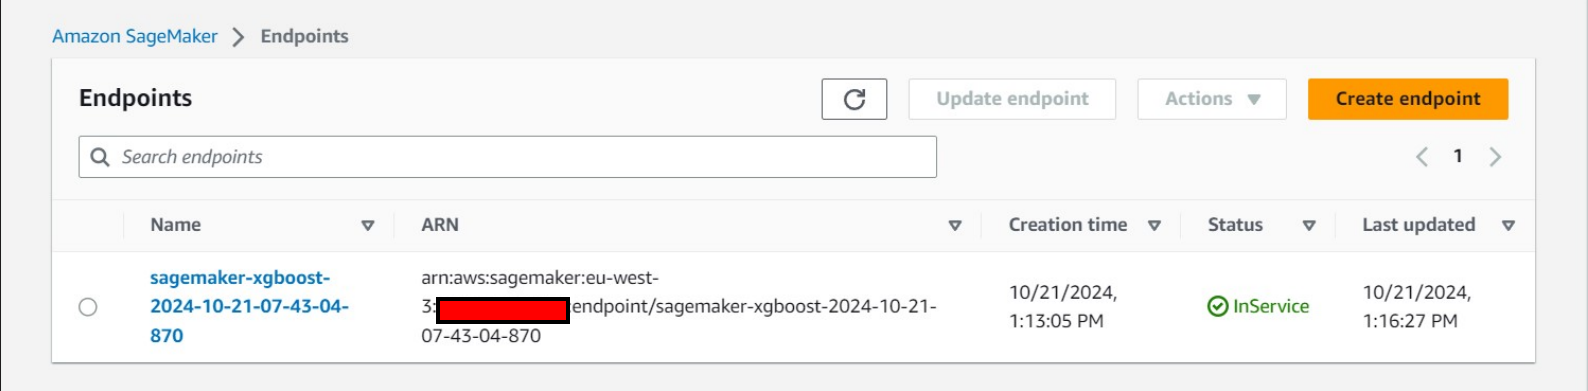 Amazon SageMaker > Endpoints
Endpoints
Update endpoint
Actions
Create endpoint
Search endpoints
1
Name
ARN
Creation time
Status
Last updated
sagemaker-xgboost-
2024-10-21-07-43-04-
870
arn:aws:sagemaker:eu-west-
3: :endpoint/sagemaker-xgboost-2024-10-21-
07-43-04-870
10/21/2024,
1:13:05 PM
InService
10/21/2024,
1:16:27 PM